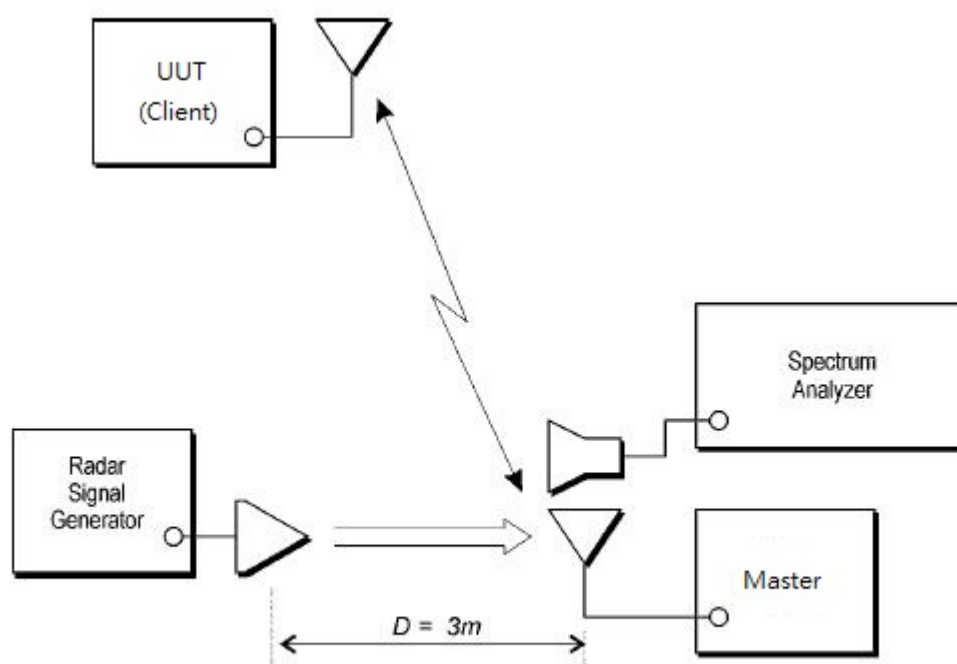 UUT
(Client)
Spectrum
Analyzer
Radar
Signal
Generator
Master
D = 3m